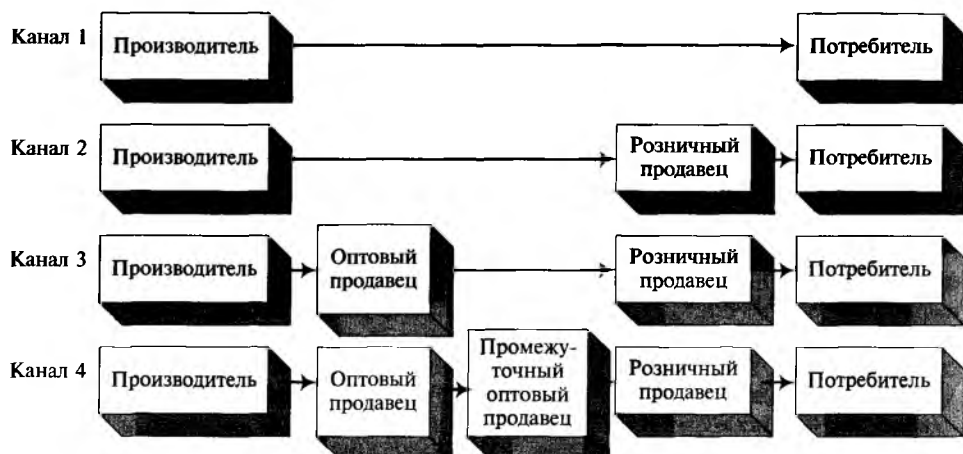 Канал 1
Производитель
Потребитель
Канал 2
Производитель
Розничный
продавец
Потребитель
Канал 3
Производитель
Оптовый
продавец
Розничный
продавец
Потребитель
Канал 4
Производитель
Оптовый
продавец
Промежу-
точный
оптовый
продавец
Розничный
продавец
Потребитель